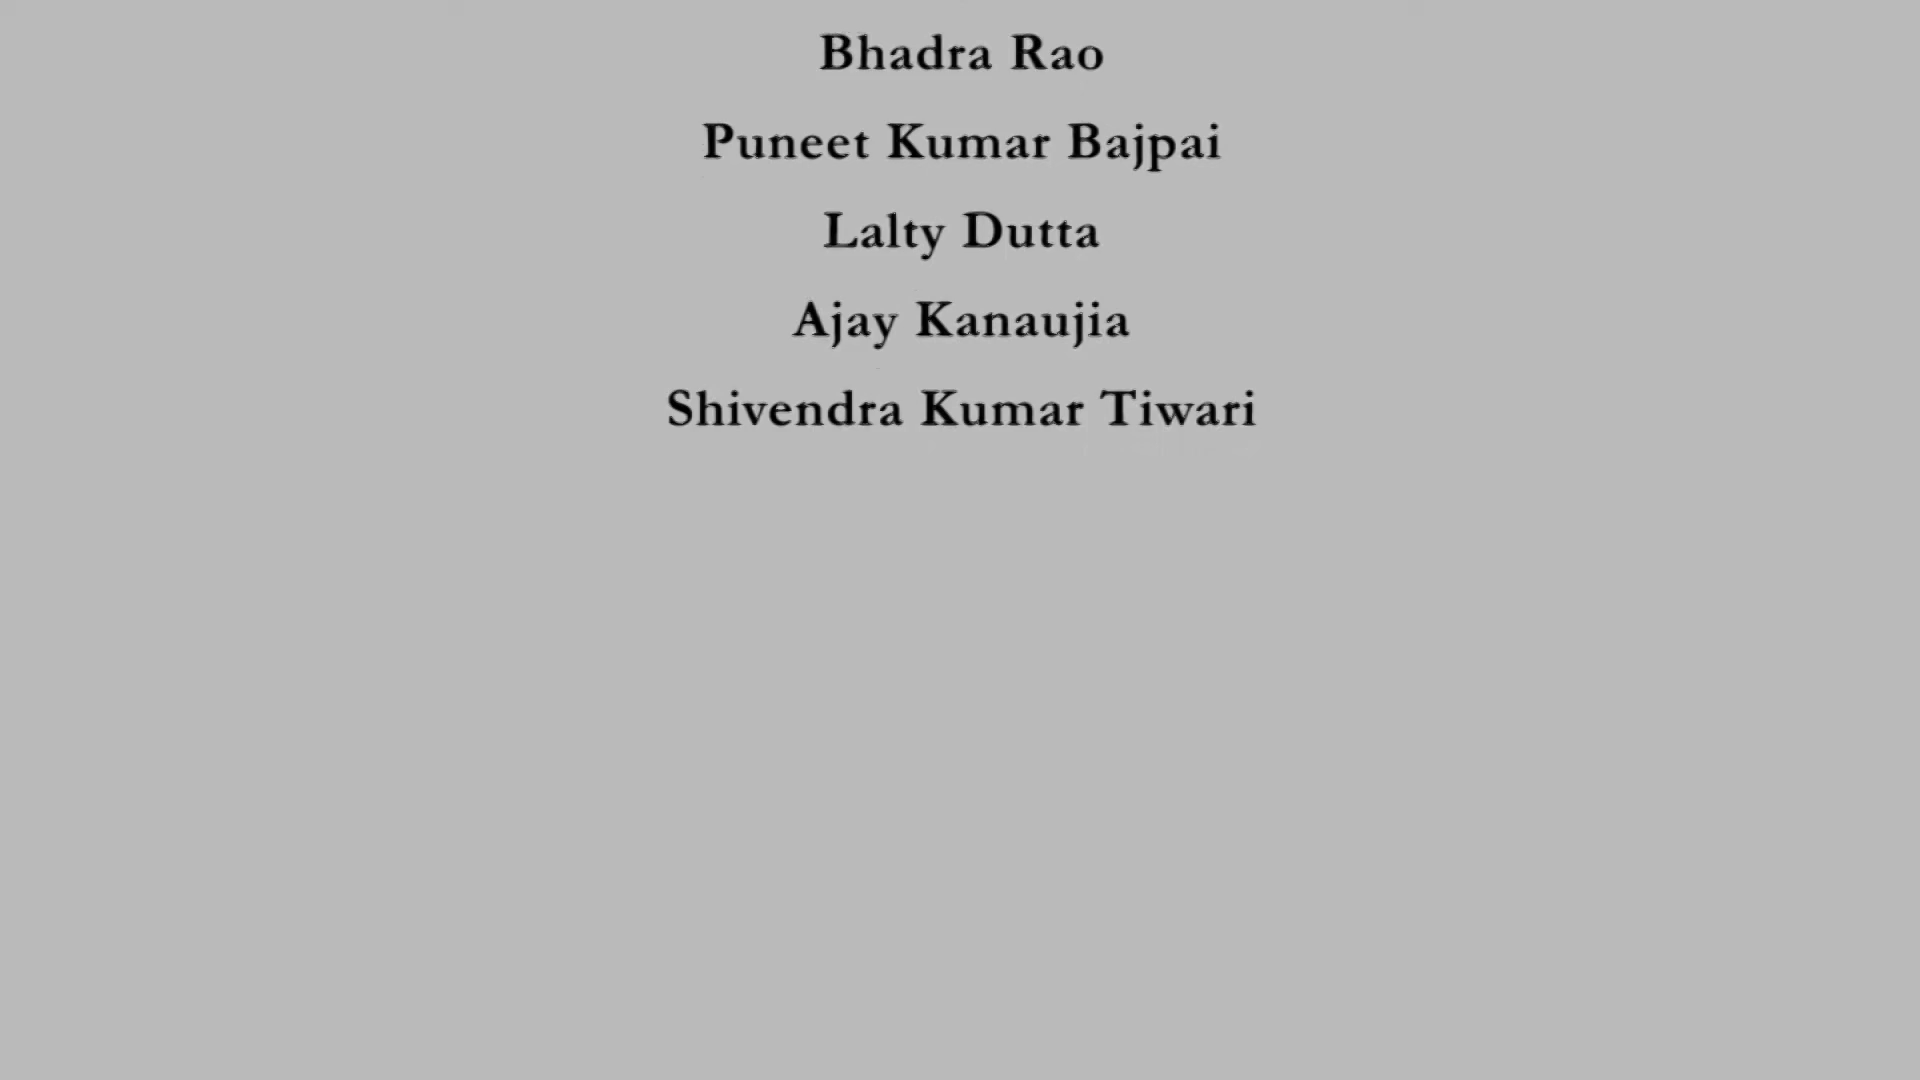 Bhadra Rao
Puneet Kumar Bajpai
Lalty Dutta
Ajay Kanaujia
Shivendra Kumar Tiwari